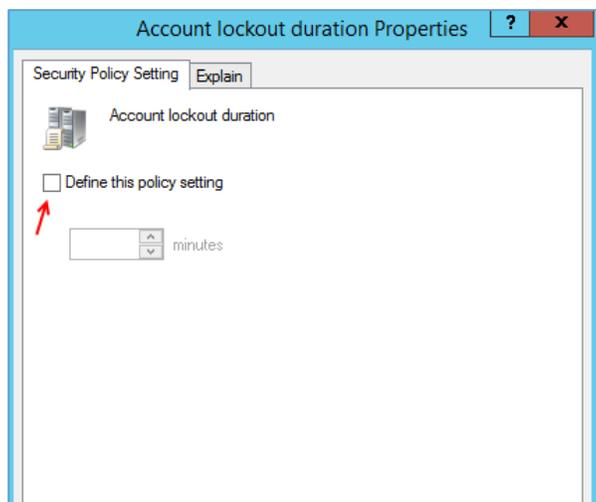 Account lockout duration Properties ? x
Security Policy Setting Explain
Account lockout duration
Define this policy setting
minutes